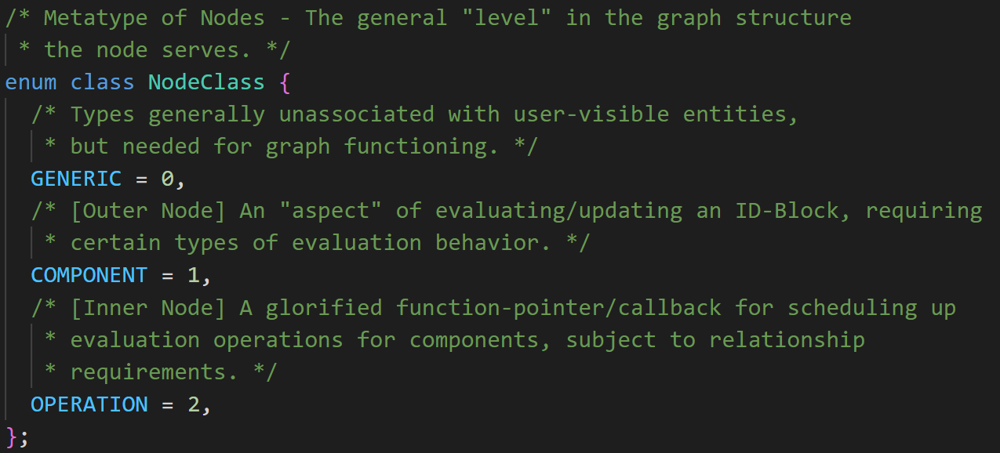 /* Metatype of Nodes - The general "level" in the graph structure
 * the node serves. */
enum class NodeClass {
  /* Types generally unassociated with user-visible entities,
   * but needed for graph functioning. */
  GENERIC = 0,
  /* [Outer Node] An "aspect" of evaluating/updating an ID-Block, requiring
   * certain types of evaluation behavior. */
  COMPONENT = 1,
  /* [Inner Node] A glorified function-pointer/callback for scheduling up
   * evaluation operations for components, subject to relationship
   * requirements. */
  OPERATION = 2,
};